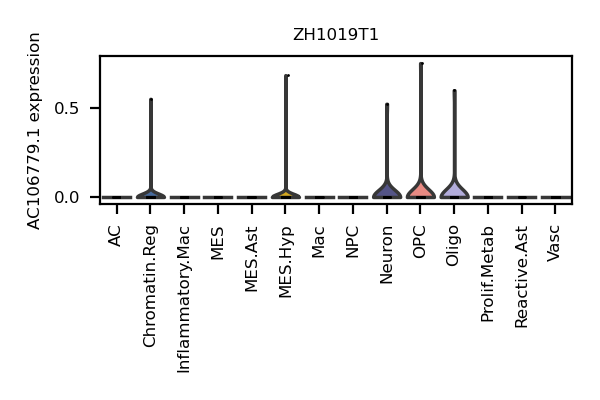 ZH1019T1
AC106779.1 expression
0.5
0.0
AC
Chromatin.Reg
Inflammatory.Mac
MES
MES.Ast
MES.Hyp
Mac
NPC
Neuron
OPC
Oligo
Prolif.Metab
Reactive.Ast
Vasc